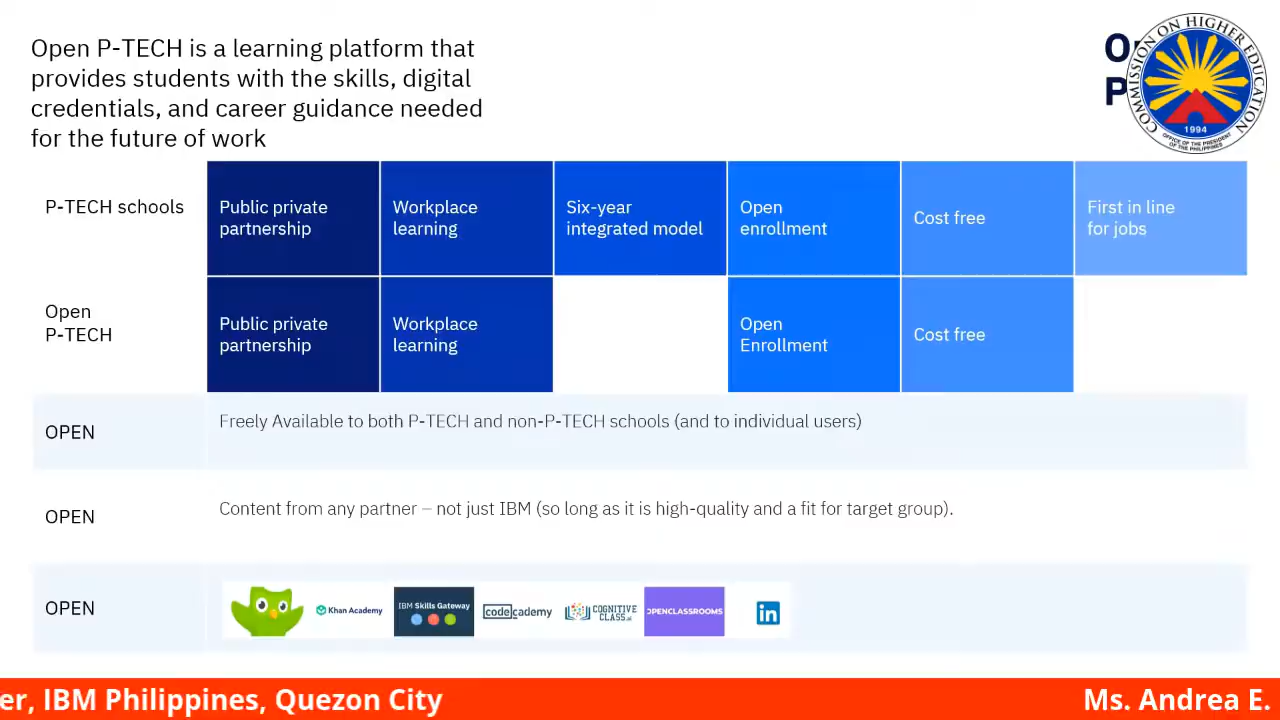 Open P-TECH is a learning platform that
provides students with the skills, digital
credentials, and career guidance needed
for the future of work
COMMISSION ON HIGHER EDUCATION
1994
OFFICE OF THE PRESIDENT
OF THE PHILIPPINES
P-TECH schools
Public private
partnership
Workplace
learning
Six-year
integrated model
Open
enrollment
Cost free
First in line
for jobs
Open
P-TECH
Public private
partnership
Workplace
learning
Open
Enrollment
Cost free
OPEN
Freely Available to both P-TECH and non-P-TECH schools (and to individual users)
OPEN
Content from any partner – not just IBM (so long as it is high-quality and a fit for target group).
OPEN
Khan Academy
IBM Skills Gateway
codecademy
COGNITIVE
CLASS.ai
OPENCLASSROOMS
in
er, IBM Philippines, Quezon City
Ms. Andrea E.